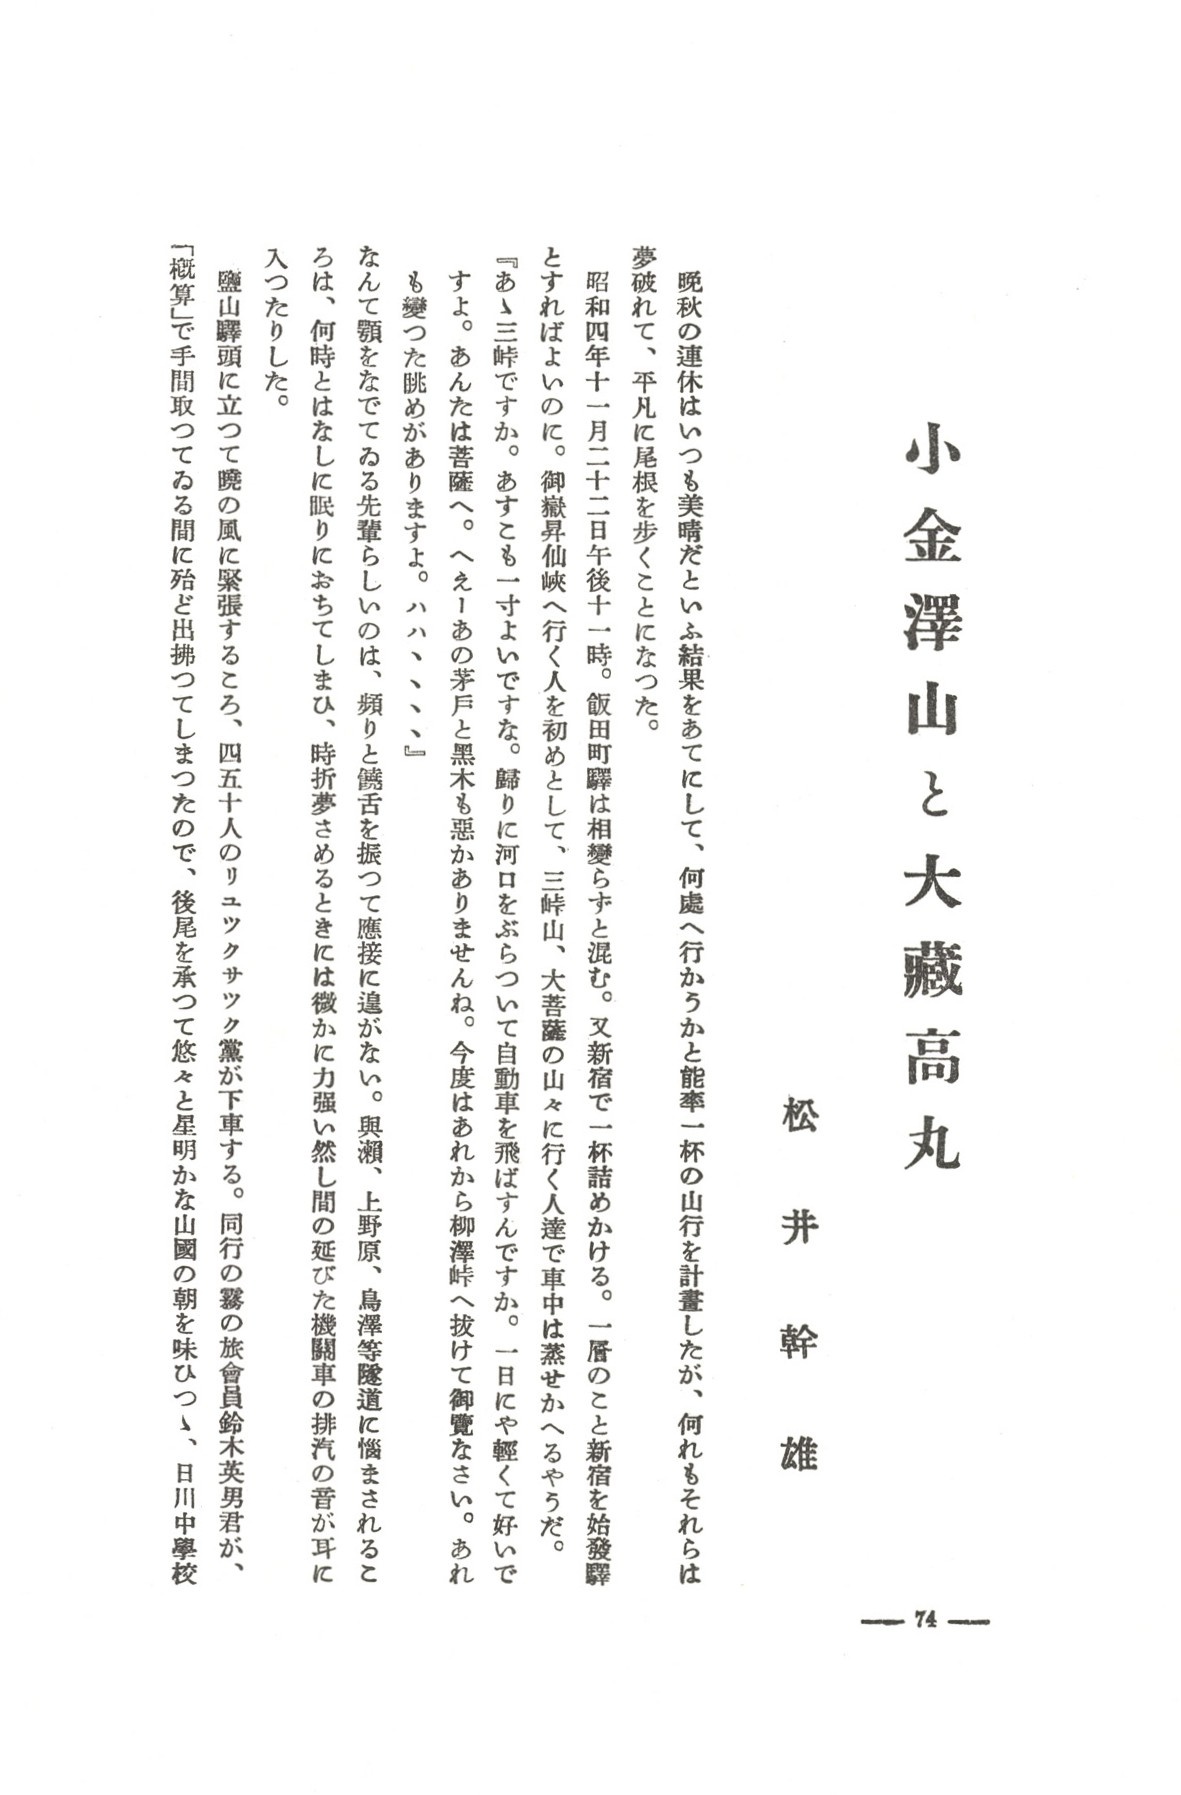 小金澤山と大藏高丸
松井幹雄
晩秋の連休はいつも美晴だといふ結果をあてにして、何處へ行かうかと能率一杯の山行を計畫したが、何れもそれらは
夢破れて、平凡に尾根を歩くことになつた。
昭和四年十一月二十二日午後十一時。飯田町驛は相變らずと混む。又新宿で一杯詰めかける。一層のこと新宿を始發驛
とすればよいのに。御嶽昇仙峽へ行く人を初めとして、三峠山、大菩薩の山々に行く人達で車中は蒸せかへるやうだ。
『あゝ三峠ですか。あすこも一寸よいですな。歸りに河口をぶらついて自動車を飛ばすんですか。一日にや輕くて好いで
すよ。あんたは菩薩へ。へえーあの茅戸と黑木も惡かありませんね。今度はあれから柳澤峠へ拔けて御覽なさい。あれ
も變つた眺めがありますよ。ハハヽヽヽヽ』
なんて顎をなでてゐる先輩らしいのは、頻りと饒舌を振つて應接に遑がない。與瀨、上野原、鳥澤等隧道に惱まされるこ
ろは、何時とはなしに眠りにおちてしまひ、時折夢さめるときには微かに力强い然し間の延びた機關車の排汽の音が耳に
入つたりした。
鹽山驛頭に立つて曉の風に緊張するころ、四五十人のリュツクサツク黨が下車する。同行の霧の旅會員鈴木英男君が、
「槪算」で手間取つてゐる間に殆ど出拂つてしまつたので、後尾を承つて悠々と星明かな山國の朝を味ひつゝ、日川中學校
74